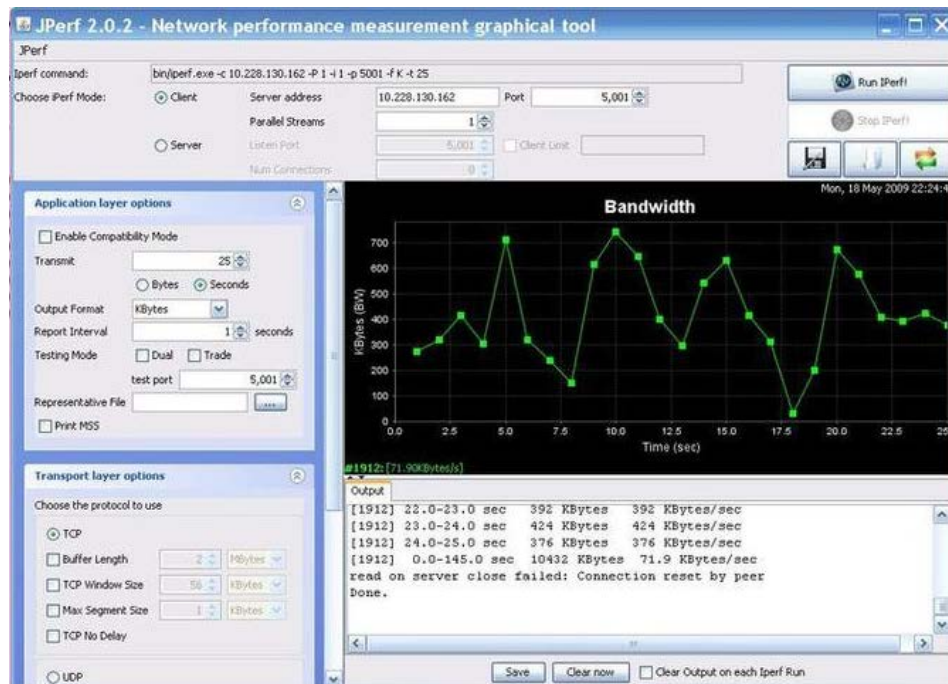 JPerf 2.0.2 - Network performance measurement graphical tool
JPerf
Iperf command:
bin/iperf.exe -c 10.228.130.162 -P 1 -i 1 -p 5001 -f K -t 25
Choose iPerf Mode:
Client
Server address
10.228.130.162
Port
5,001
Parallel Streams
1
Server
Listen Port
5,001
Client Limit
Num Connections
0
Run IPerf!
Stop IPerf!
Application layer options
Enable Compatibility Mode
Transmit
25
Bytes
Seconds
Output Format
KBytes
Report Interval
1
seconds
Testing Mode
Dual
Trade
test port
5,001
Representative File
...
Print MSS
Transport layer options
Choose the protocol to use
TCP
Buffer Length
2
MBytes
TCP Window Size
56
KBytes
Max Segment Size
1
KBytes
TCP No Delay
UDP
Mon, 18 May 2009 22:24:4
Bandwidth
KBytes (BW)
700
600
500
400
300
200
100
0
0.0 2.5 5.0 7.5 10.0 12.5 15.0 17.5 20.0 22.5 25
Time (sec)
#1912: [71.90KBytes/s]
Output
[1912] 22.0-23.0 sec 392 KBytes 392 KBytes/sec
[1912] 23.0-24.0 sec 424 KBytes 424 KBytes/sec
[1912] 24.0-25.0 sec 376 KBytes 376 KBytes/sec
[1912] 0.0-145.0 sec 10432 KBytes 71.9 KBytes/sec
read on server close failed: Connection reset by peer
Done.
Save
Clear now
Clear Output on each Iperf Run